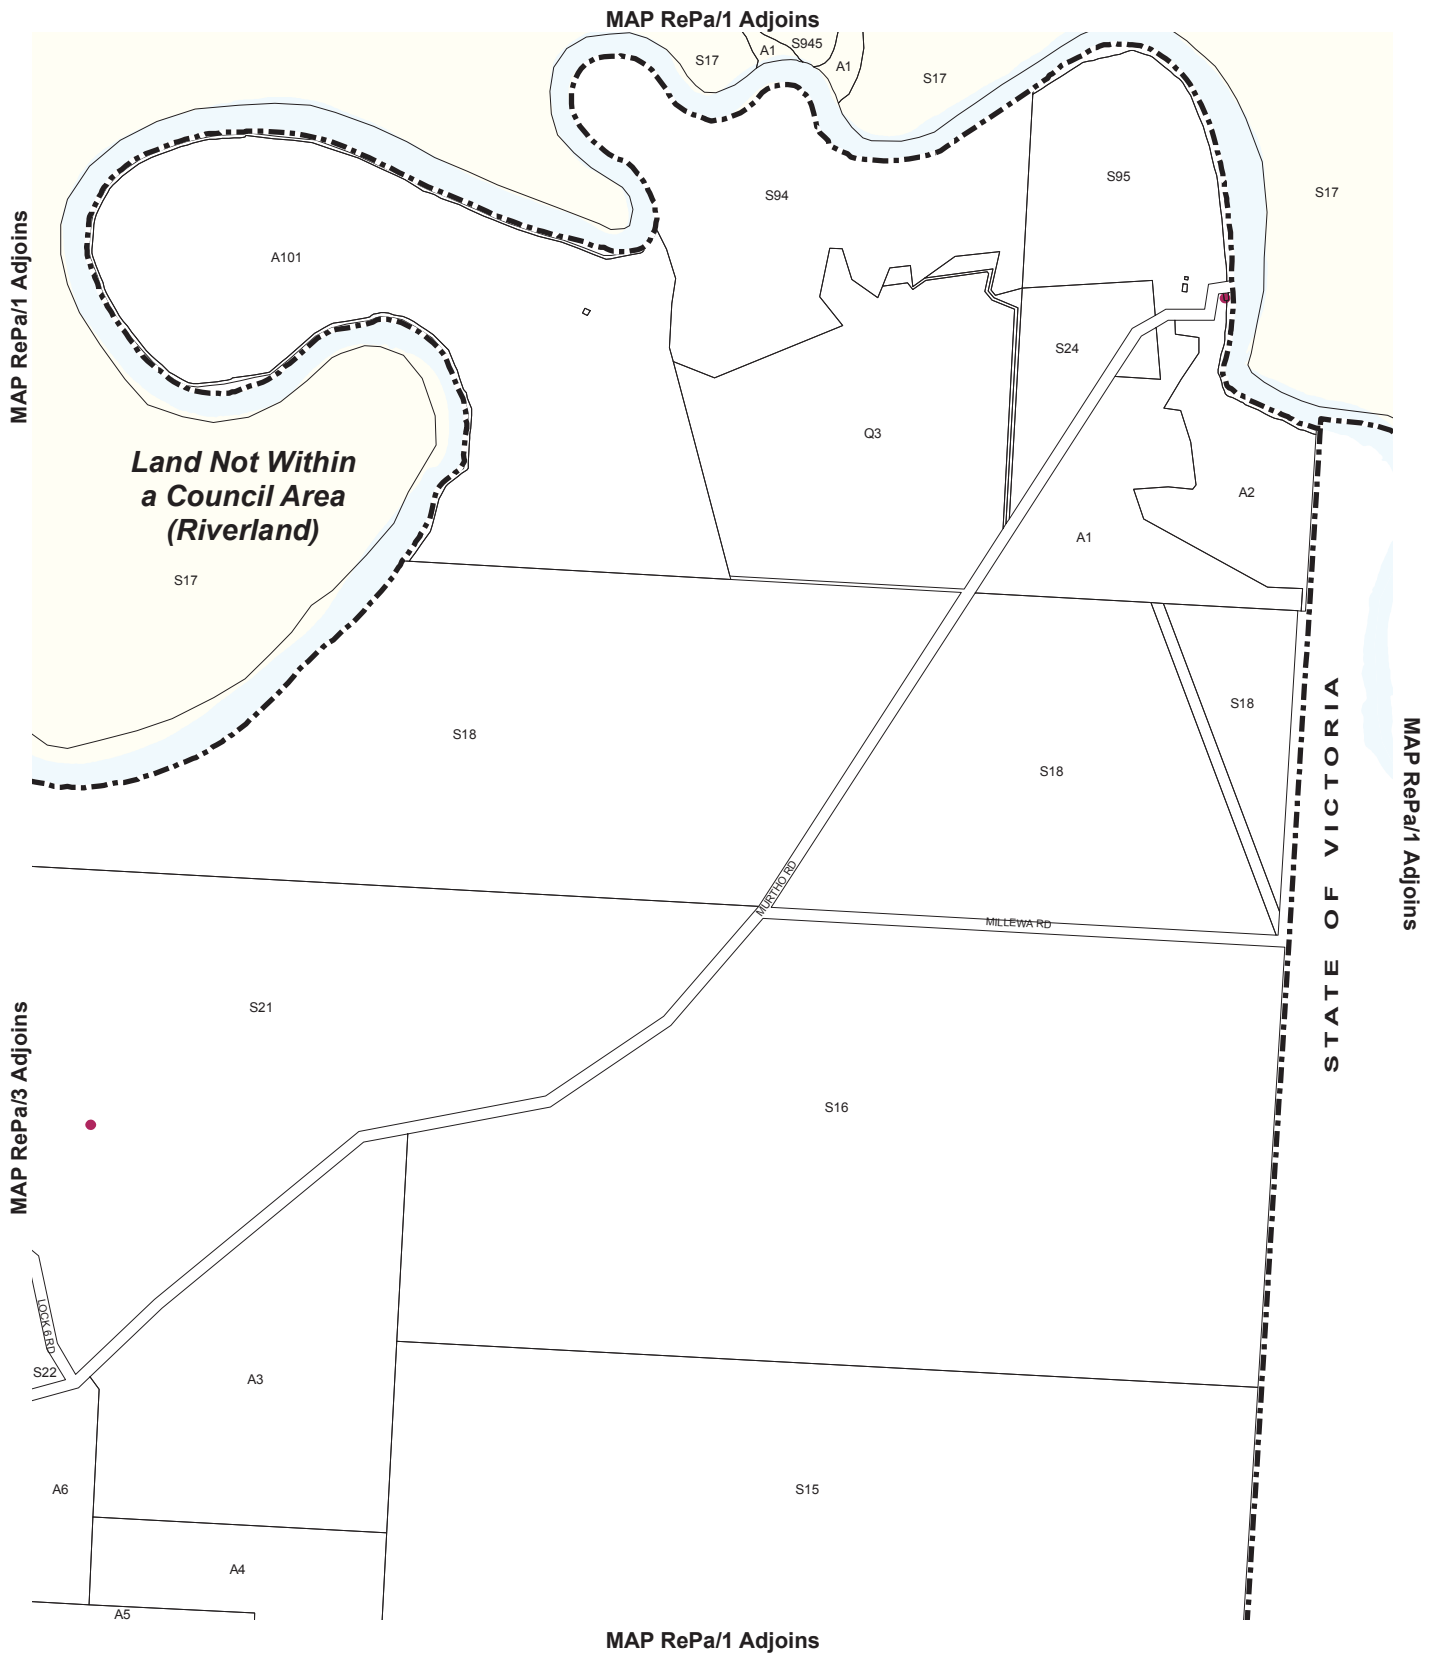 MAP RePa/1 Adjoins
S945
A1
S17
A1
S17
S95
S17
S94
A101
MAP RePa/1 Adjoins
S24
Q3
Land Not Within
a Council Area
(Riverland)
A2
A1
S17
S18
S18
S18
STATE OF VICTORIA
MAP RePa/1 Adjoins
MURTHO RD
MILLEWA RD
S21
MAP RePa/3 Adjoins
S16
LOCK 6 RD
S22
A3
A6
S15
A4
A5
MAP RePa/1 Adjoins